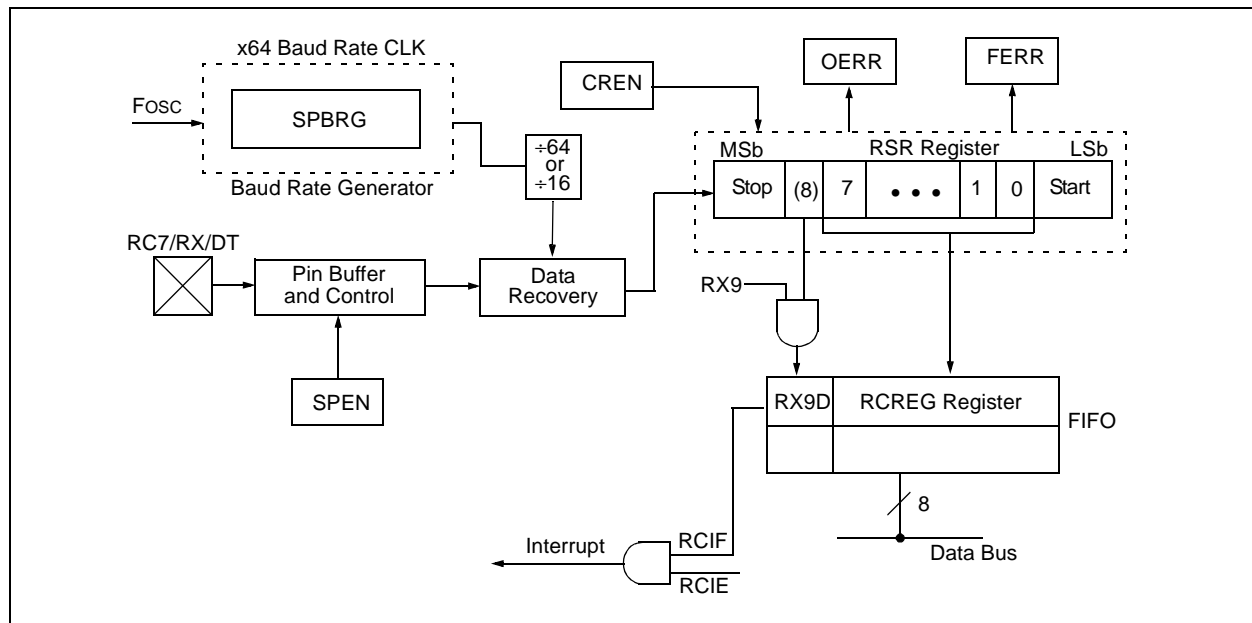 x64 Baud Rate CLK
FOSC
SPBRG
Baud Rate Generator
÷64
or
÷16
CREN
OERR
FERR
MSb
RSR Register
LSb
Stop
(8)
7
• • •
1
0
Start
RC7/RX/DT
Pin Buffer
and Control
Data
Recovery
SPEN
RX9
RX9D
RCREG Register
FIFO
8
Data Bus
Interrupt
RCIF
RCIE